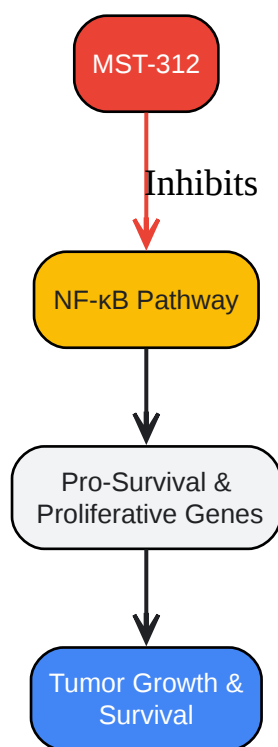 MST-312
Inhibits
NF-κB Pathway
Pro-Survival &
Proliferative Genes
Tumor Growth &
Survival